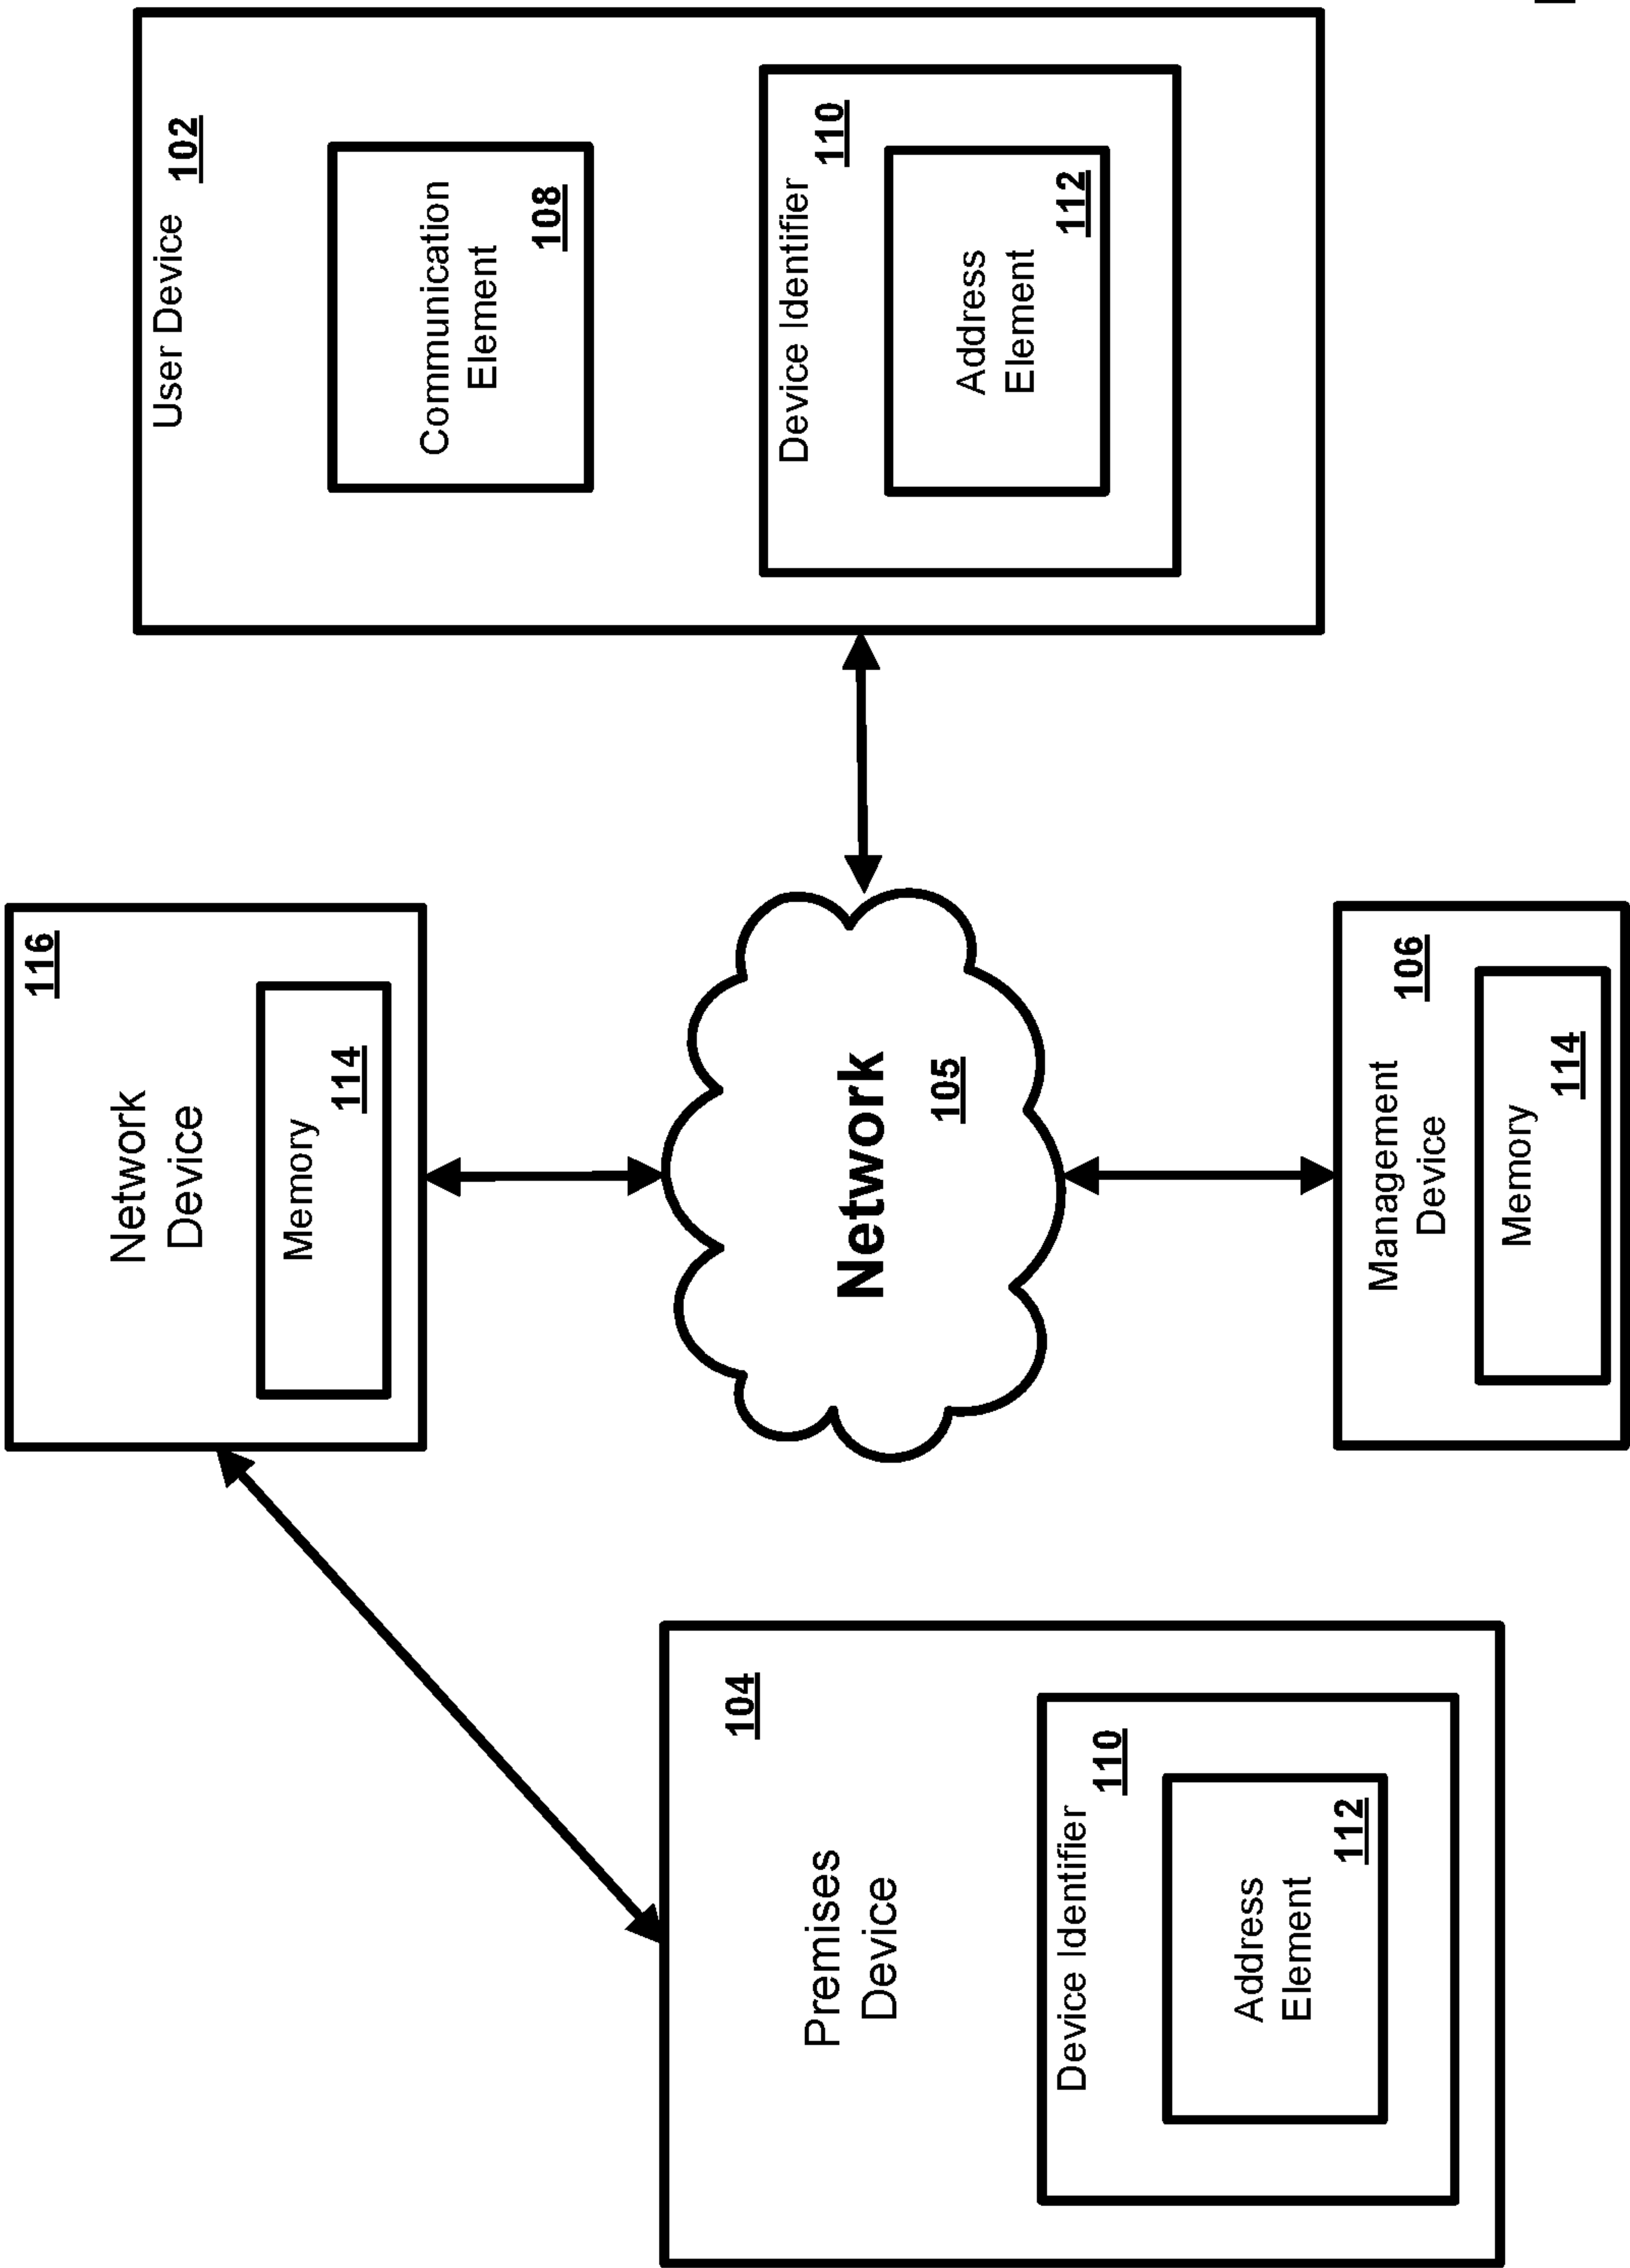 116
Network
Device
Memory
114
User Device 102
Communication
Element
108
Device Identifier
110
Address
Element
112
Network
105
Premises
Device
104
Device Identifier
110
Address
Element
112
Management
Device
106
Memory
114